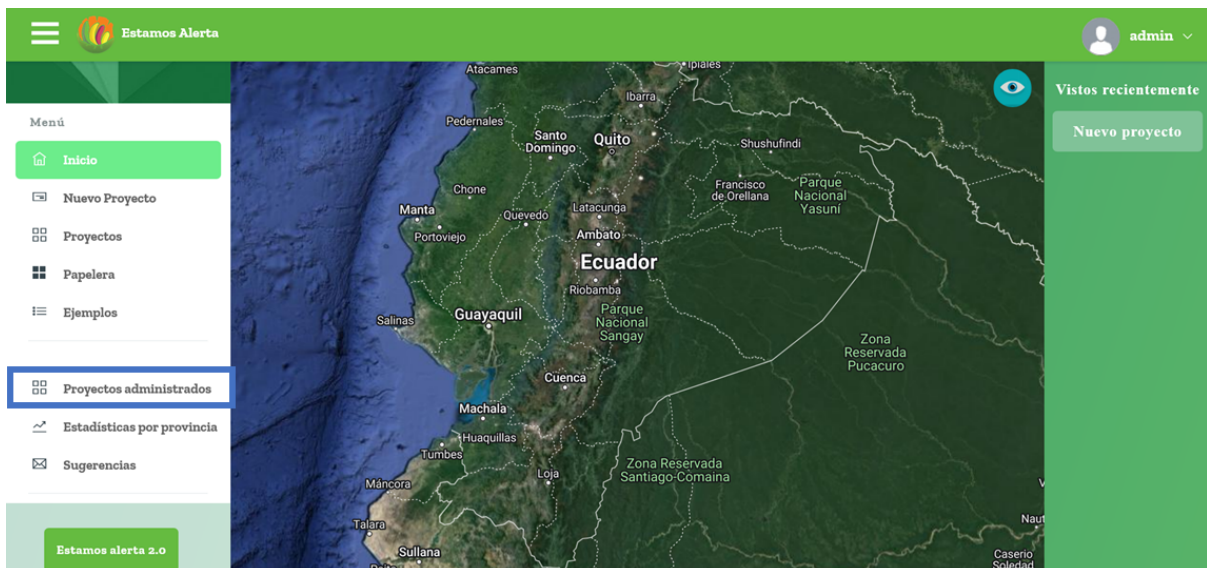 Estamos Alerta
admin
Menú
Inicio
Nuevo Proyecto
Proyectos
Papelera
Ejemplos
Proyectos administrados
Estadísticas por provincia
Sugerencias
Estamos alerta 2.0
Atacames
Ipiales
Ibarra
Pedernales
Santo
Domingo
Quito
Shushufindi
Chone
Francisco
de Orellana
Parque
Nacional
Yasuní
Manta
Quevedo
Latacunga
Portoviejo
Ambato
Ecuador
Riobamba
Guayaquil
Parque
Nacional
Sangay
Salinas
Zona
Reservada
Pucacuro
Cuenca
Machala
Huaquillas
Tumbes
Zona Reservada
Santiago-Comaina
Loja
Máncora
Talara
Sullana
Caserio
Soledad
Vistos recientemente
Nuevo proyecto